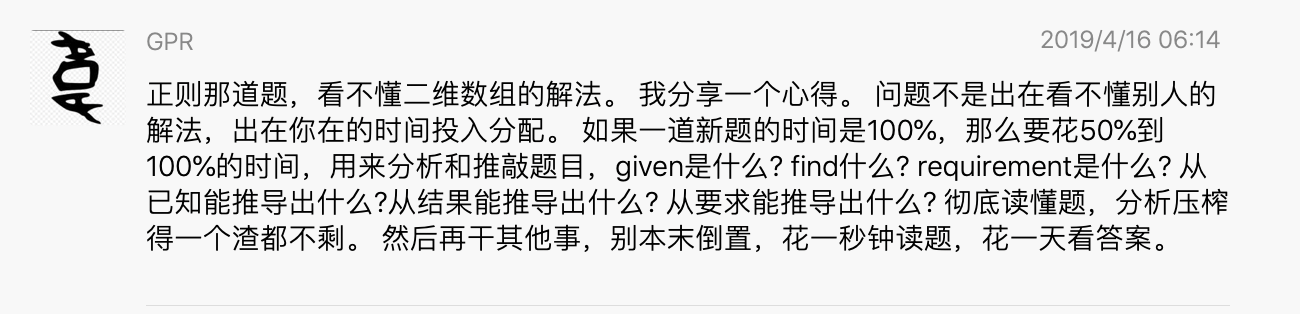 GPR 2019/4/16 06:14
正则那道题，看不懂二维数组的解法。 我分享一个心得。 问题不是出在看不懂别人的
解法，出在你在的时间投入分配。 如果一道新题的时间是100%，那么要花50%到
100%的时间，用来分析和推敲题目，given是什么? find什么? requirement是什么? 从
已知能推导出什么?从结果能推导出什么? 从要求能推导出什么? 彻底读懂题，分析压榨
得一个渣都不剩。 然后再干其他事，别本末倒置，花一秒钟读题，花一天看答案。